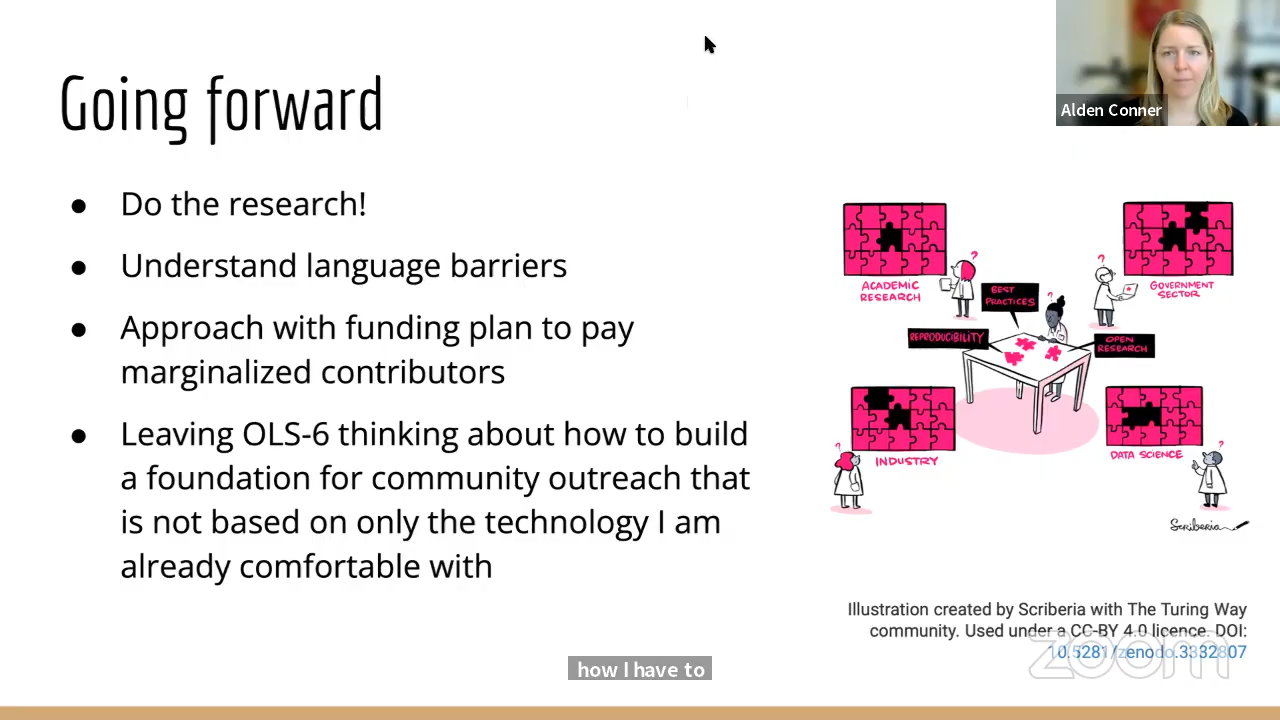 Going forward
Alden Conner
● Do the research!
● Understand language barriers
● Approach with funding plan to pay
marginalized contributors
● Leaving OLS-6 thinking about how to build
a foundation for community outreach that
is not based on only the technology I am
already comfortable with
ACADEMIC
RESEARCH
BEST
PRACTICES
GOVERNMENT
SECTOR
REPRODUCIBILITY
OPEN
RESEARCH
INDUSTRY
DATA SCIENCE
Scriberia
Illustration created by Scriberia with The Turing Way
community. Used under a CC-BY 4.0 licence. DOI:
10.5281/zenodo.3332807
zoom
how I have to